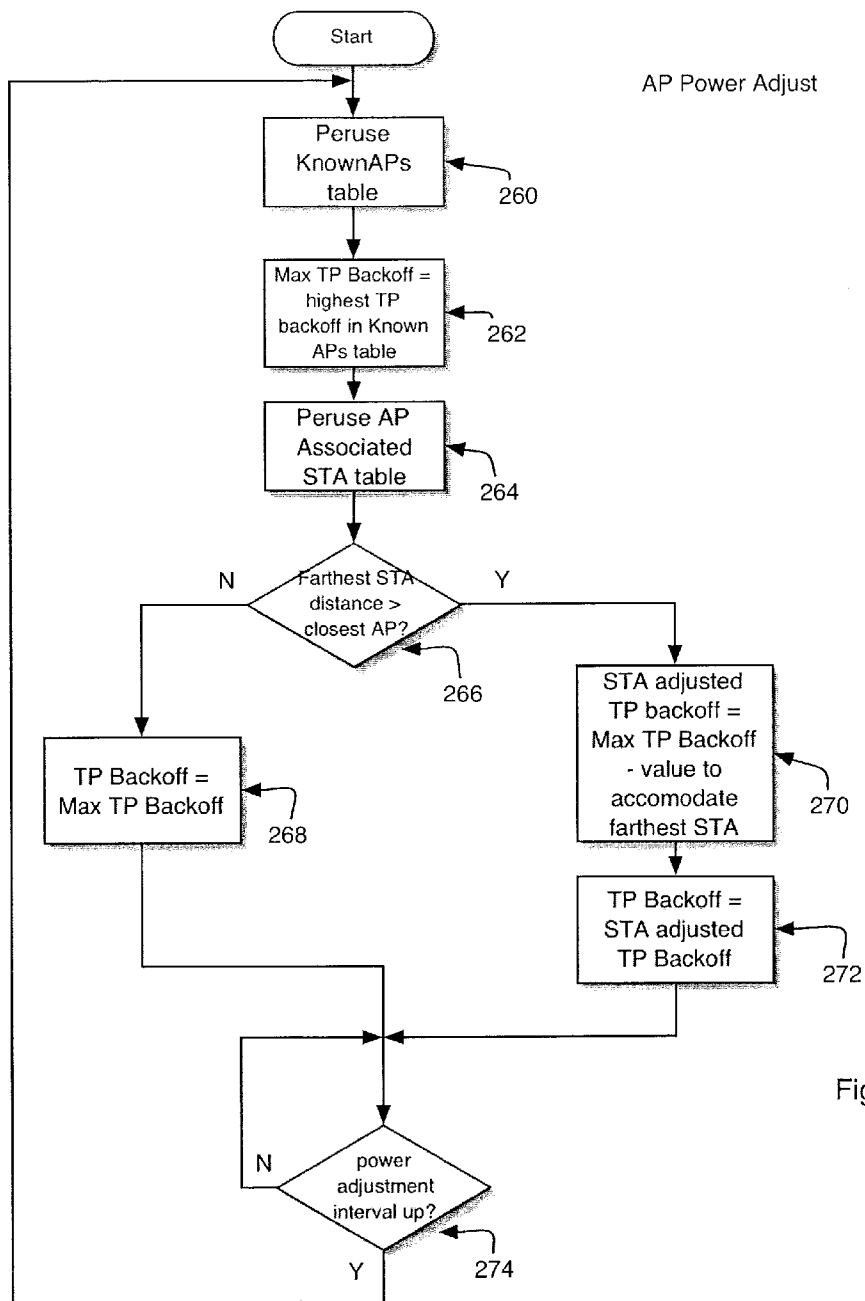 Start
AP Power Adjust
Peruse
KnownAPs
table
260
Max TP Backoff =
highest TP
backoff in Known
APs table
262
Peruse AP
Associated
STA table
264
N
Farthest STA
distance >
closest AP?
Y
266
TP Backoff =
Max TP Backoff
268
STA adjusted
TP backoff =
Max TP Backoff
- value to
accomodate
farthest STA
270
TP Backoff =
STA adjusted
TP Backoff
272
Fig
N
power
adjustment
interval up?
274
Y